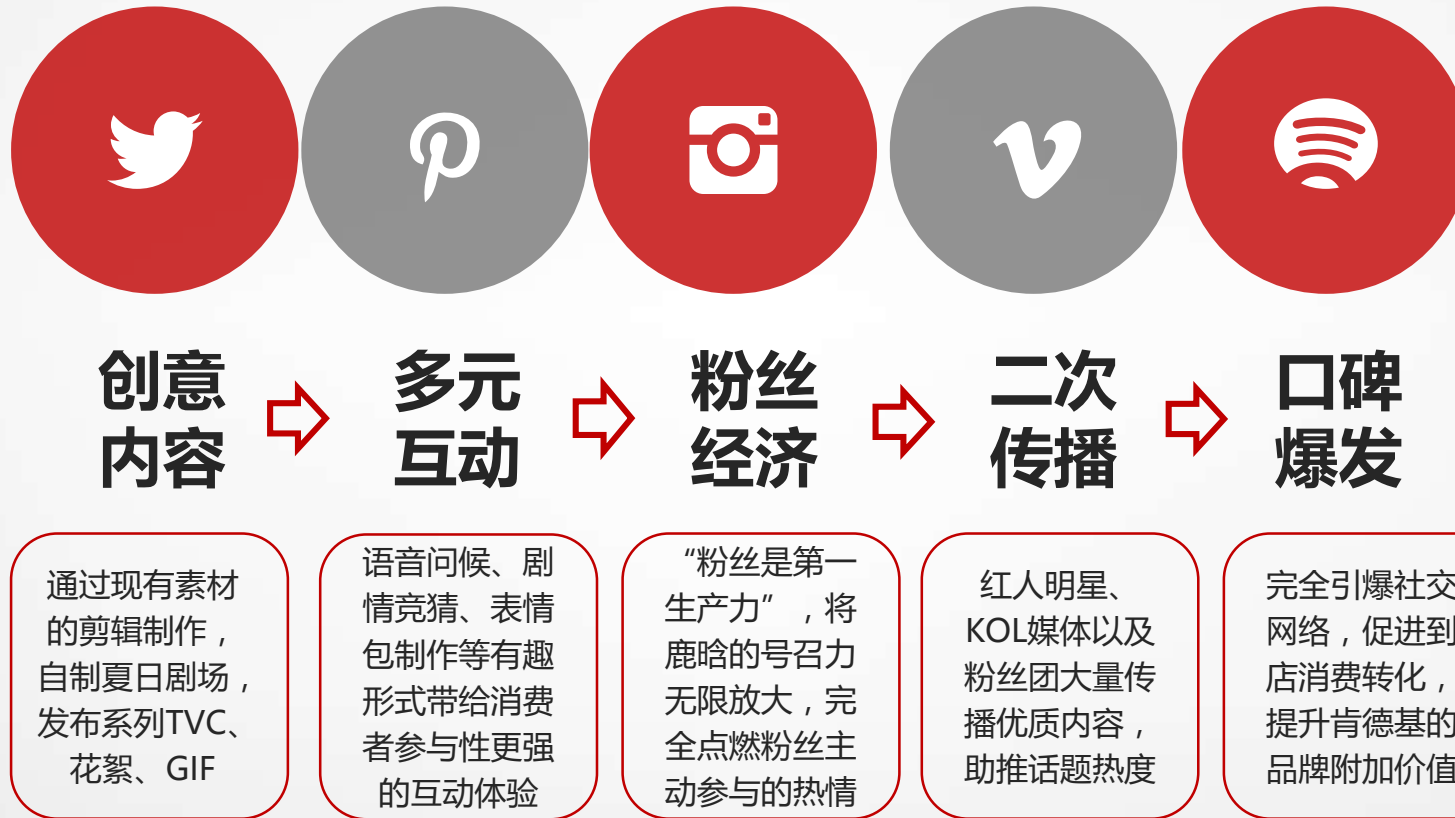 创意
内容
多元
互动
粉丝
经济
二次
传播
口碑
爆发
通过现有素材
的剪辑制作，
自制夏日剧场，
发布系列TVC、
花絮、GIF
语音问候、剧
情竞猜、表情
包制作等有趣
形式带给消费
者参与性更强
的互动体验
“粉丝是第一
生产力”，将
鹿晗的号召力
无限放大，完
全点燃粉丝主
动参与的热情
红人明星、
KOL媒体以及
粉丝团大量传
播优质内容，
助推话题热度
完全引爆社交
网络，促进到
店消费转化，
提升肯德基的
品牌附加价值